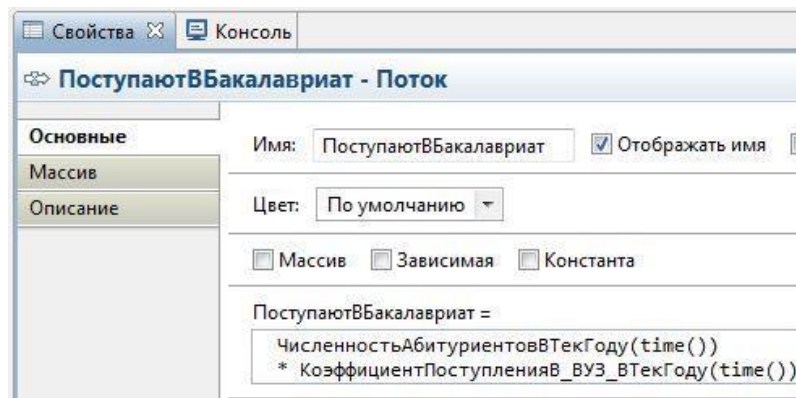 Свойства Консоль
ПоступаютВБакалавриат - Поток
Основные
Массив
Описание
Имя: ПоступаютВБакалавриат Отображать имя
Цвет: По умолчанию
Массив Зависимая Константа
ПоступаютВБакалавриат =
ЧисленностьАбитуриентовВТекГоду(time())
* КоэффициентПоступленияВ_ВУЗ_ВТекГоду(time())